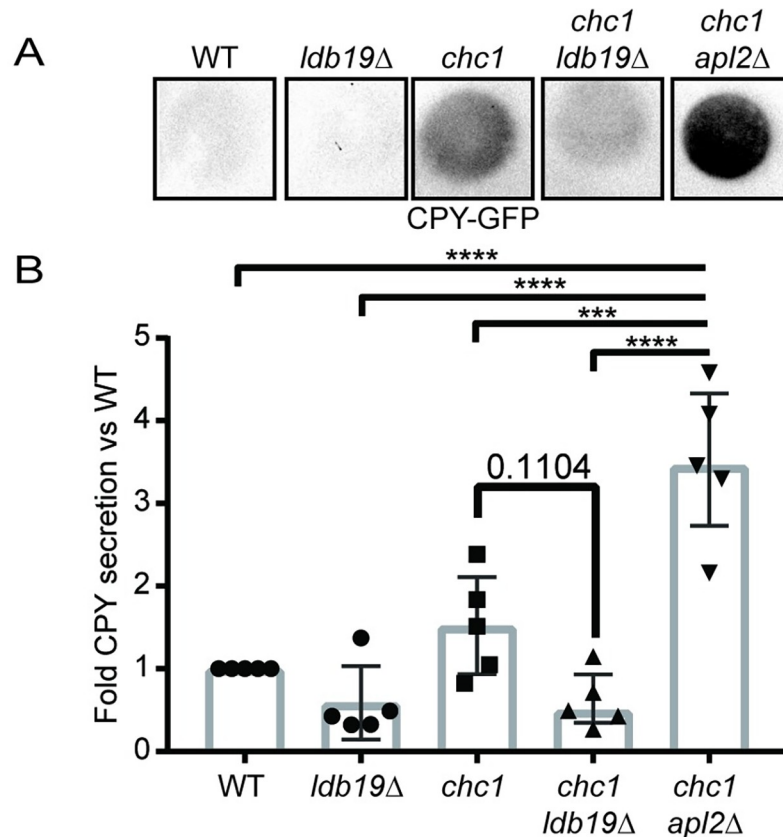 A
WT
ldb19Δ
chc1
chc1
ldb19Δ
chc1
apl2Δ
CPY-GFP
B
****
****
***
****
0.1104
Fold CPY secretion vs WT
5
4
3
2
1
0
WT
ldb19Δ
chc1
chc1
ldb19Δ
chc1
apl2Δ